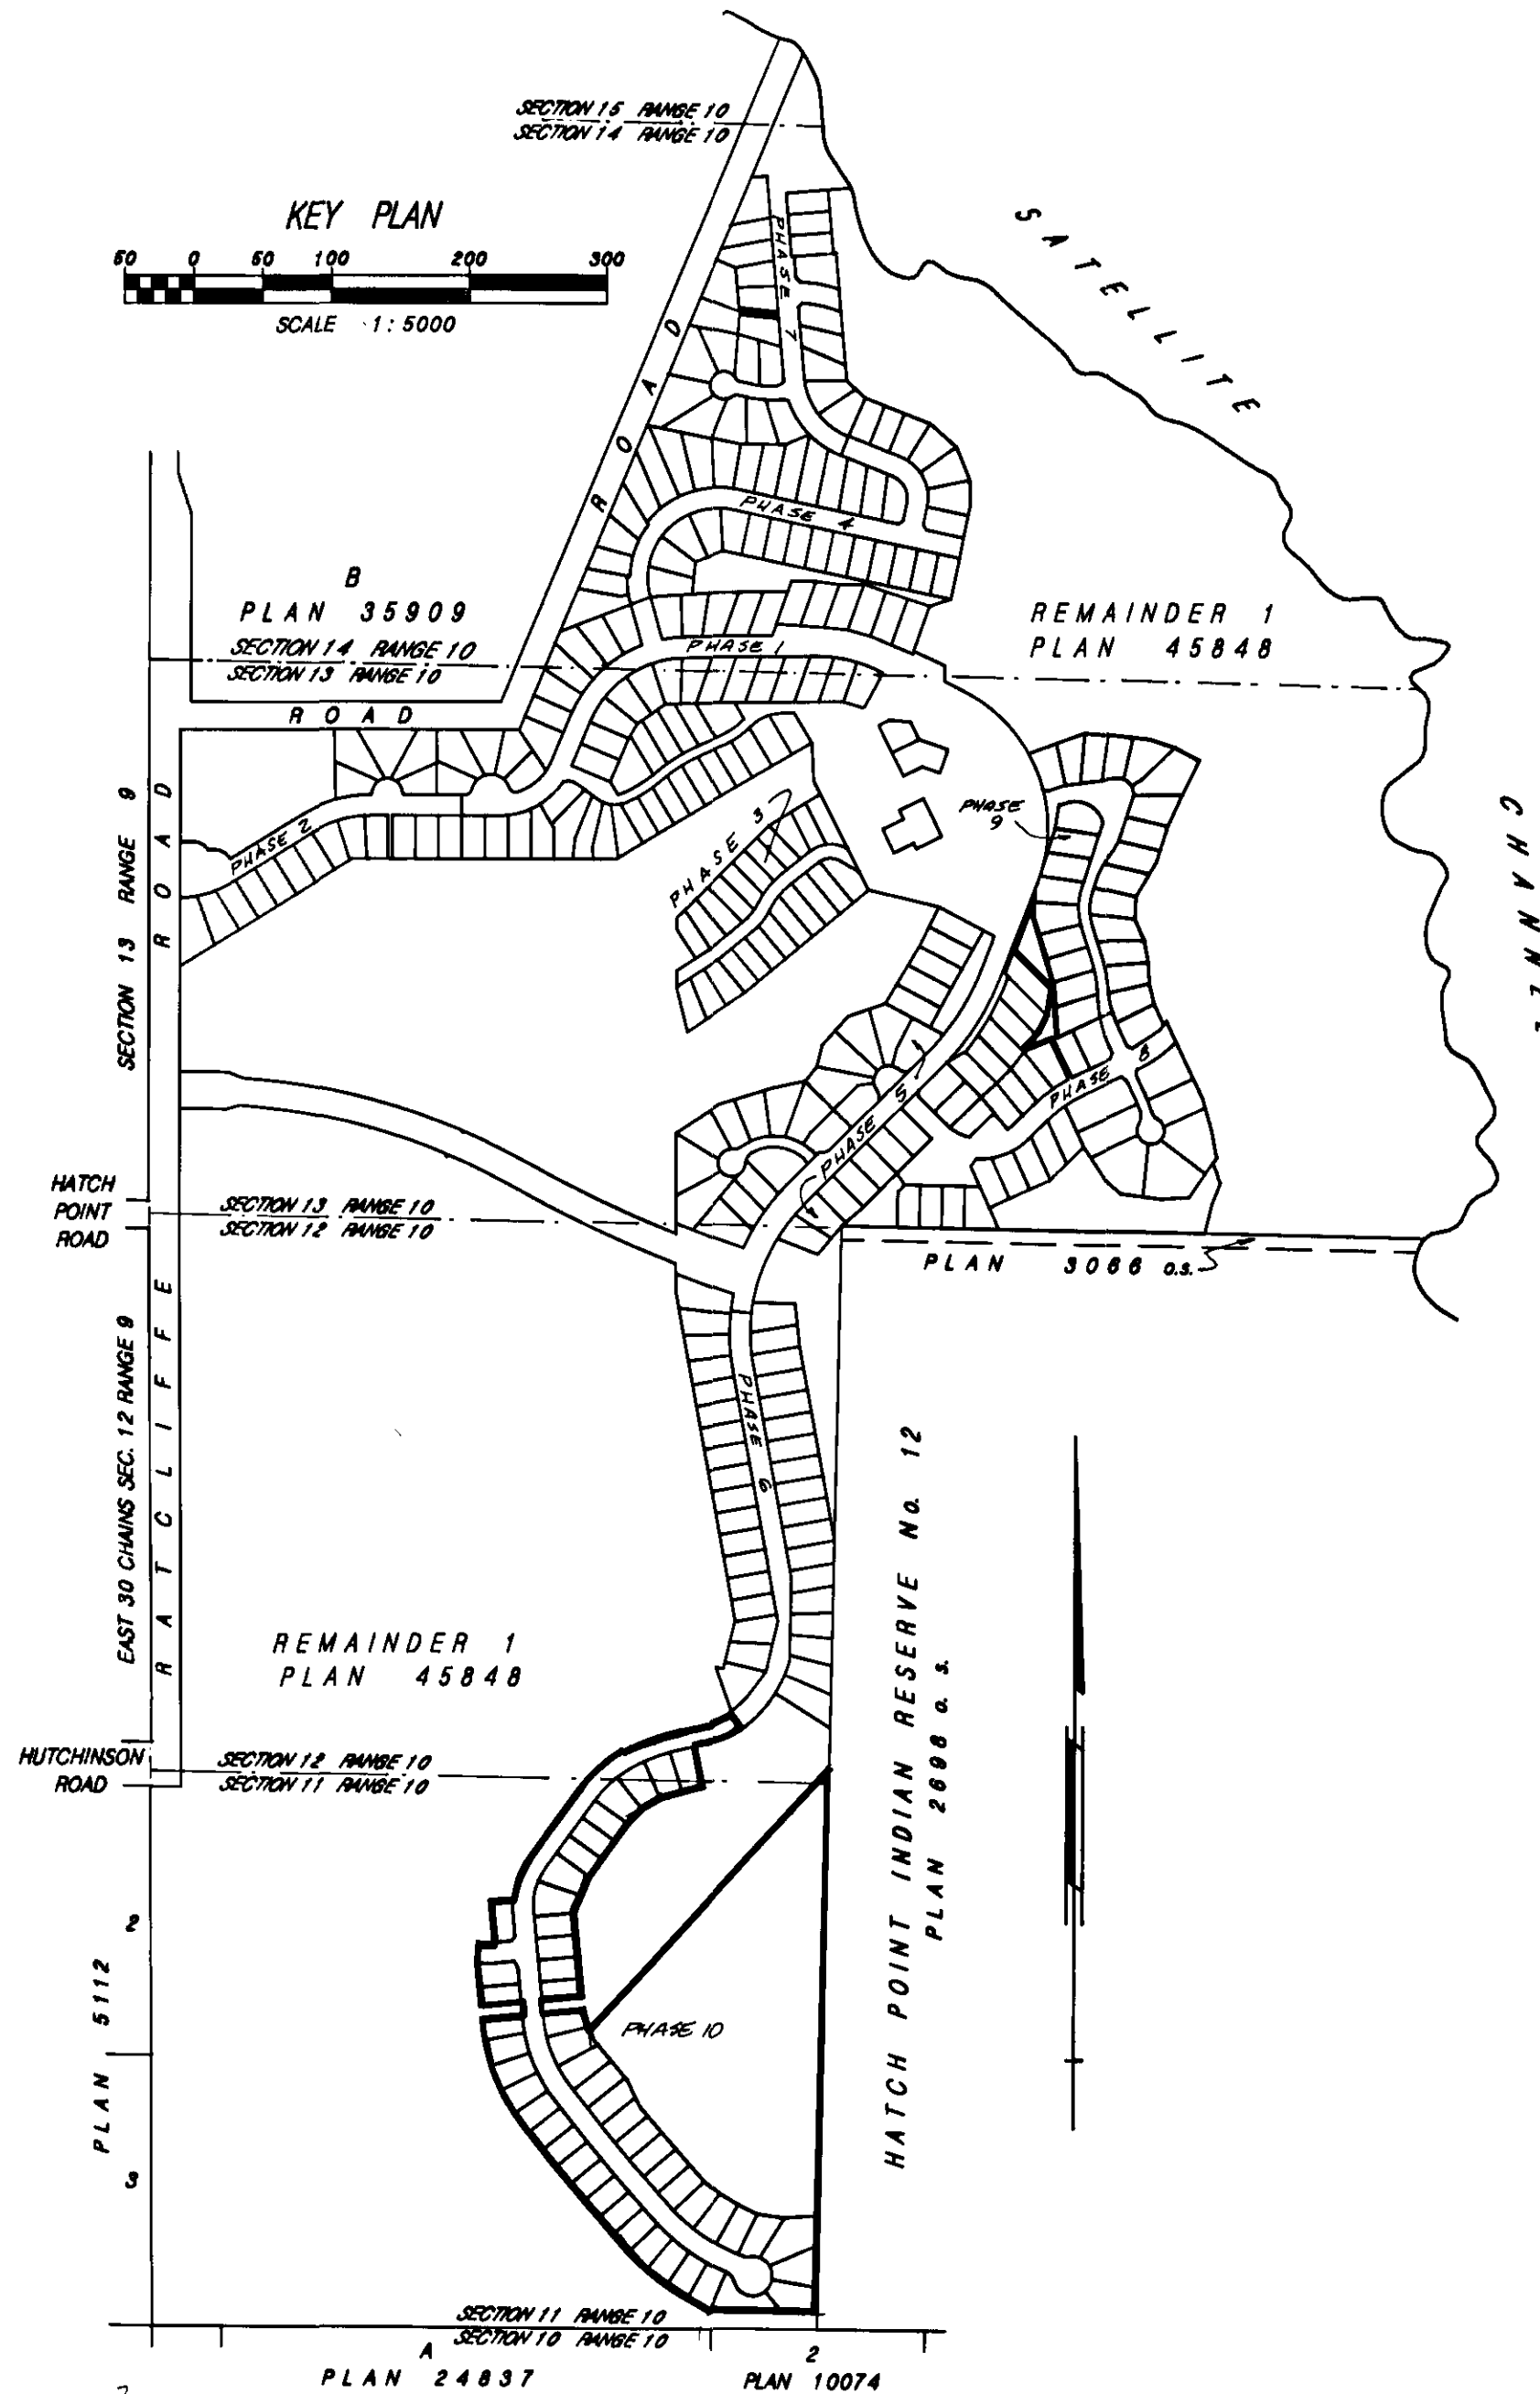 SECTION 15 RANGE 10
SECTION 14 RANGE 10
KEY PLAN
50 0 50 100 200 300
SCALE 1 : 5000
SATELLITE
CHANNEL
PHASE 7
ROAD
PHASE 4
B
PLAN 35909
SECTION 14 RANGE 10
SECTION 13 RANGE 10
ROAD
PHASE 1
REMAINDER 1
PLAN 45848
PHASE 2
PHASE 3
PHASE
9
SECTION 13 RANGE 9
ROAD
PHASE 8
PHASE 5
HATCH
POINT
ROAD
SECTION 13 RANGE 10
SECTION 12 RANGE 10
PLAN 3066 O.S.
EAST 30 CHAINS SEC. 12 RANGE 9
RATCLIFFE
PHASE 6
REMAINDER 1
PLAN 45848
HATCH POINT INDIAN RESERVE No. 12
PLAN 2698 O.S.
HUTCHINSON
ROAD
SECTION 12 RANGE 10
SECTION 11 RANGE 10
2
PLAN 5112
3
PHASE 10
SECTION 11 RANGE 10
SECTION 10 RANGE 10
A
PLAN 24837
2
PLAN 10074